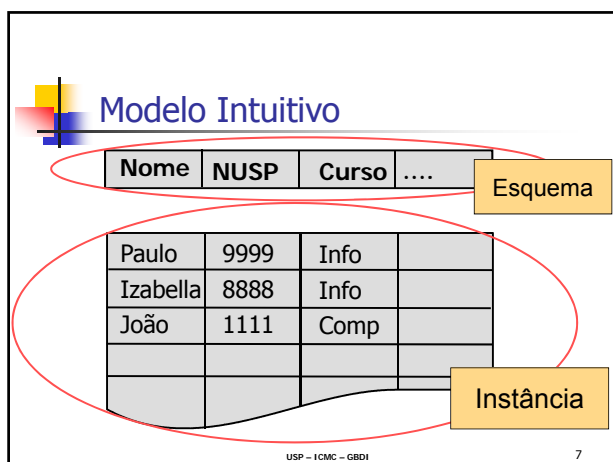 Modelo Intuitivo
Nome NUSP Curso ....
Esquema
Paulo 9999 Info
Izabella 8888 Info
João 1111 Comp
Instância
USP – ICMC – GBDI 7